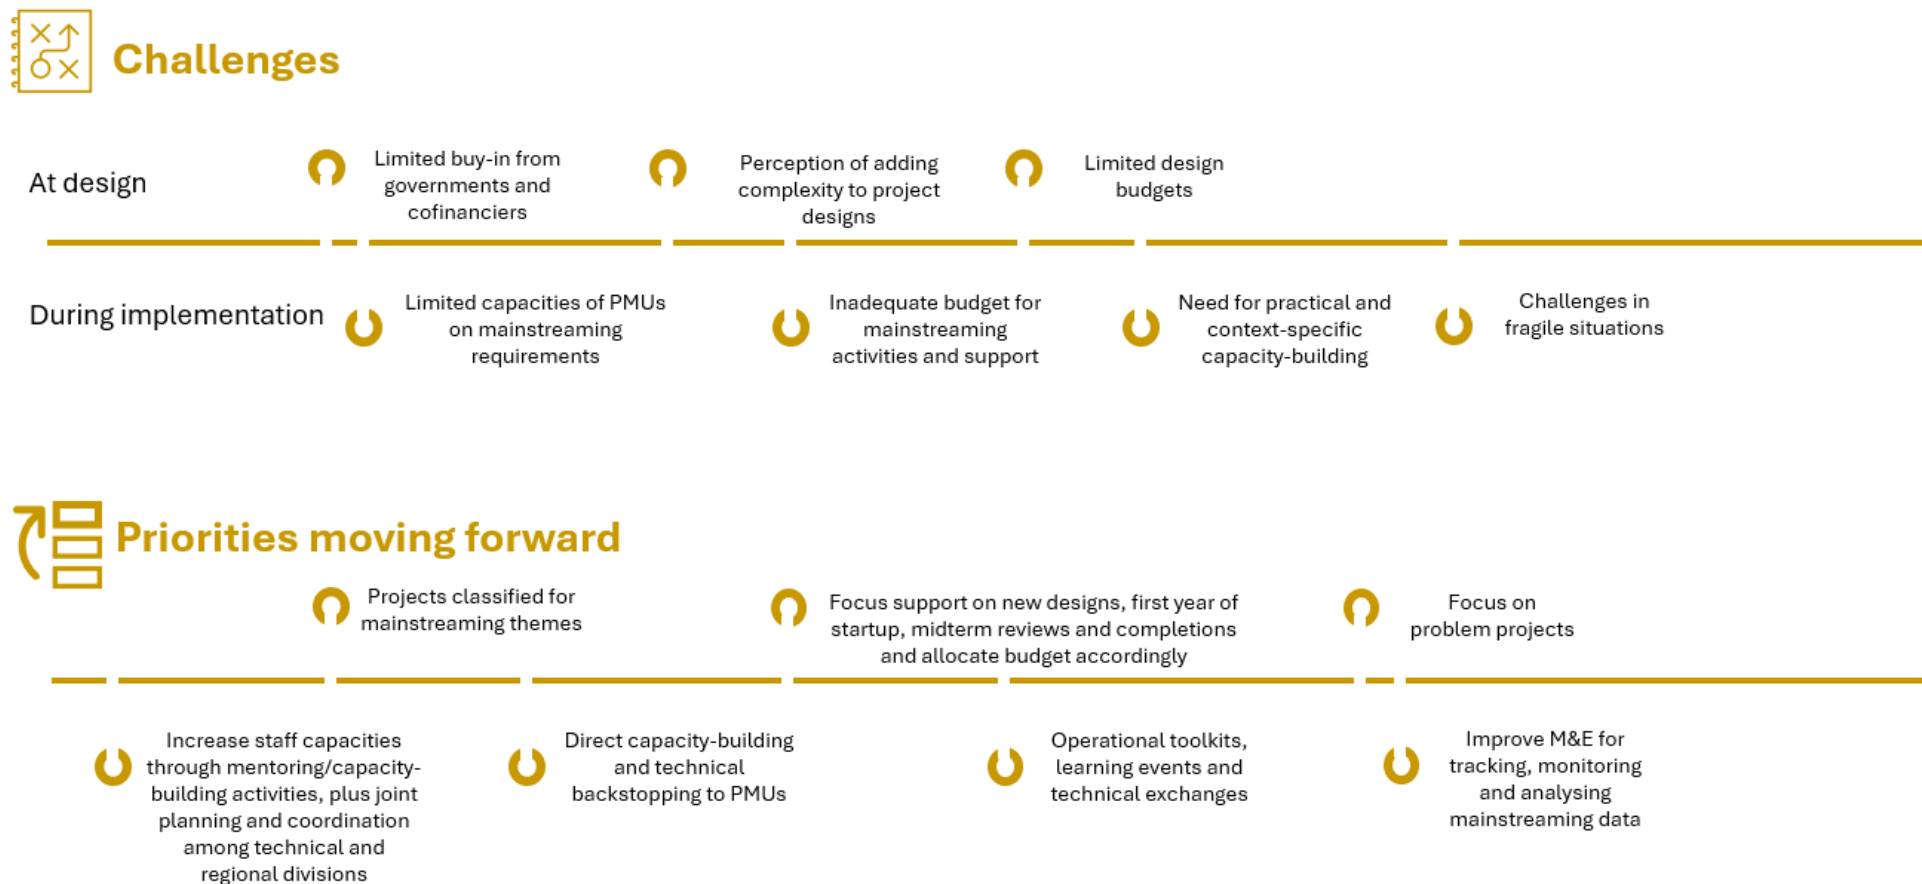 Challenges
At design
Limited buy-in from
governments and
cofinanciers
Perception of adding
complexity to project
designs
Limited design
budgets
During implementation
Limited capacities of PMUs
on mainstreaming
requirements
Inadequate budget for
mainstreaming
activities and support
Need for practical and
context-specific
capacity-building
Challenges in
fragile situations
Priorities moving forward
Projects classified for
mainstreaming themes
Focus support on new designs, first year of
startup, midterm reviews and completions
and allocate budget accordingly
Focus on
problem projects
Increase staff capacities
through mentoring/capacity-
building activities, plus joint
planning and coordination
among technical and
regional divisions
Direct capacity-building
and technical
backstopping to PMUs
Operational toolkits,
learning events and
technical exchanges
Improve M&E for
tracking, monitoring
and analysing
mainstreaming data